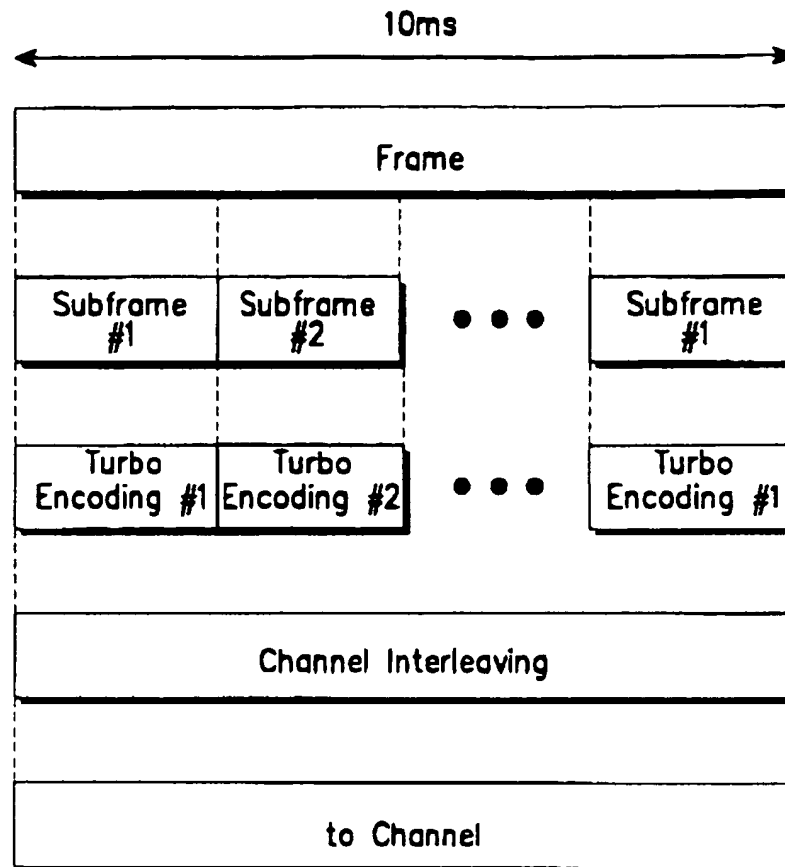 10ms
Frame
Subframe
#1
Subframe
#2
Subframe
#1
Turbo
Encoding #1
Turbo
Encoding #2
Turbo
Encoding #1
Channel Interleaving
to Channel